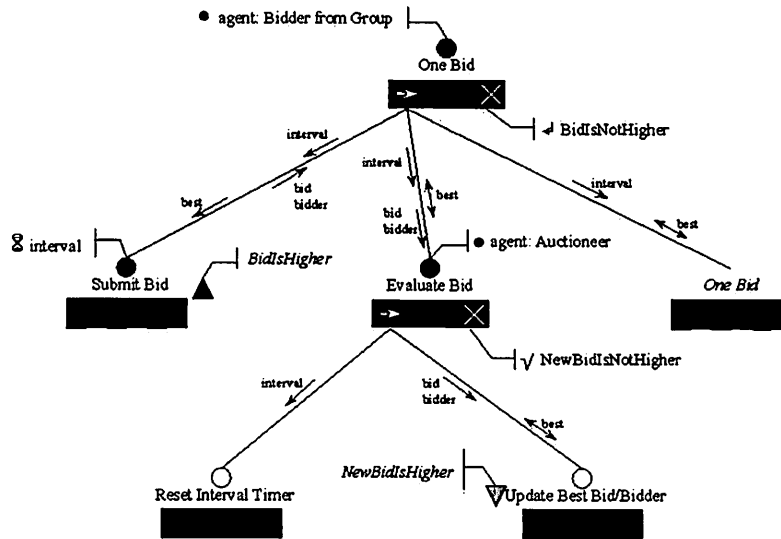 agent: Bidder from Group
One Bid
BidIsNotHigher
interval
interval
interval
best
bid
bidder
best
bid
bidder
best
interval
agent: Auctioneer
BidIsHigher
Submit Bid
Evaluate Bid
One Bid
NewBidIsNotHigher
interval
bid
bidder
best
NewBidIsHigher
Reset Interval Timer
Update Best Bid/Bidder